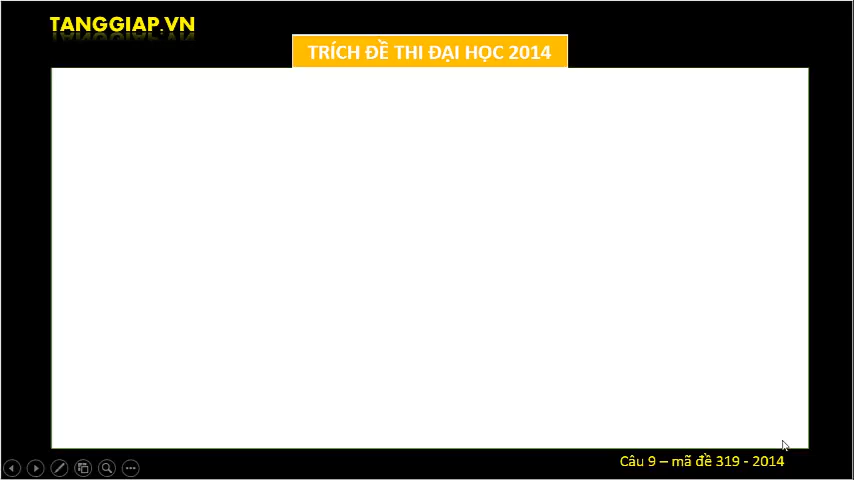 TANGGIAP.VN
TRÍCH ĐỀ THI ĐẠI HỌC 2014
Câu 9 – mã đề 319 - 2014